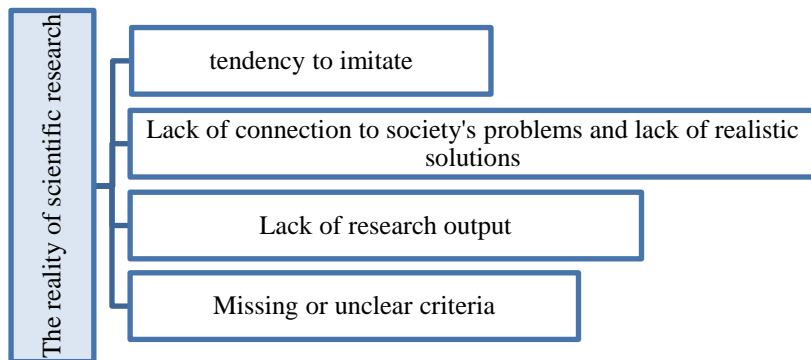 The reality of scientific research
tendency to imitate
Lack of connection to society's problems and lack of realistic
solutions
Lack of research output
Missing or unclear criteria